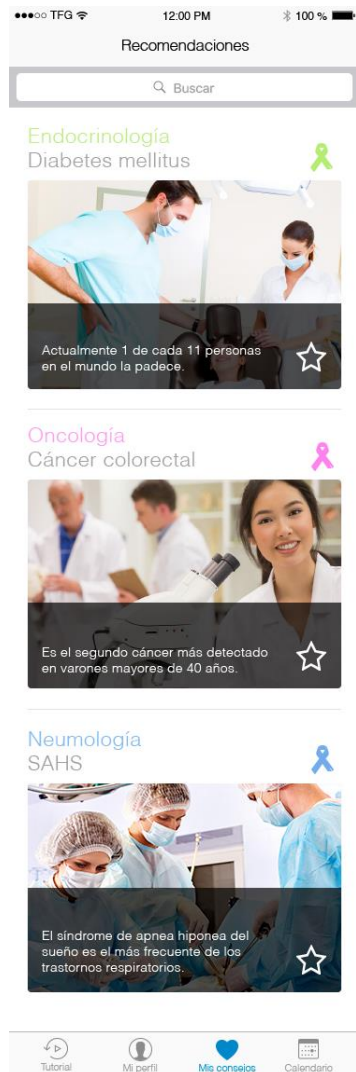 TFG 12:00 PM 100 %
Recomendaciones
Buscar
Endocrinología
Diabetes mellitus
Actualmente 1 de cada 11 personas
en el mundo la padece.
Oncología
Cáncer colorectal
Es el segundo cáncer más detectado
en varones mayores de 40 años.
Neumología
SAHS
El síndrome de apnea hiponea del
sueño es el más frecuente de los
trastornos respiratorios.
Tutorial Mi perfil Mis consejos Calendario